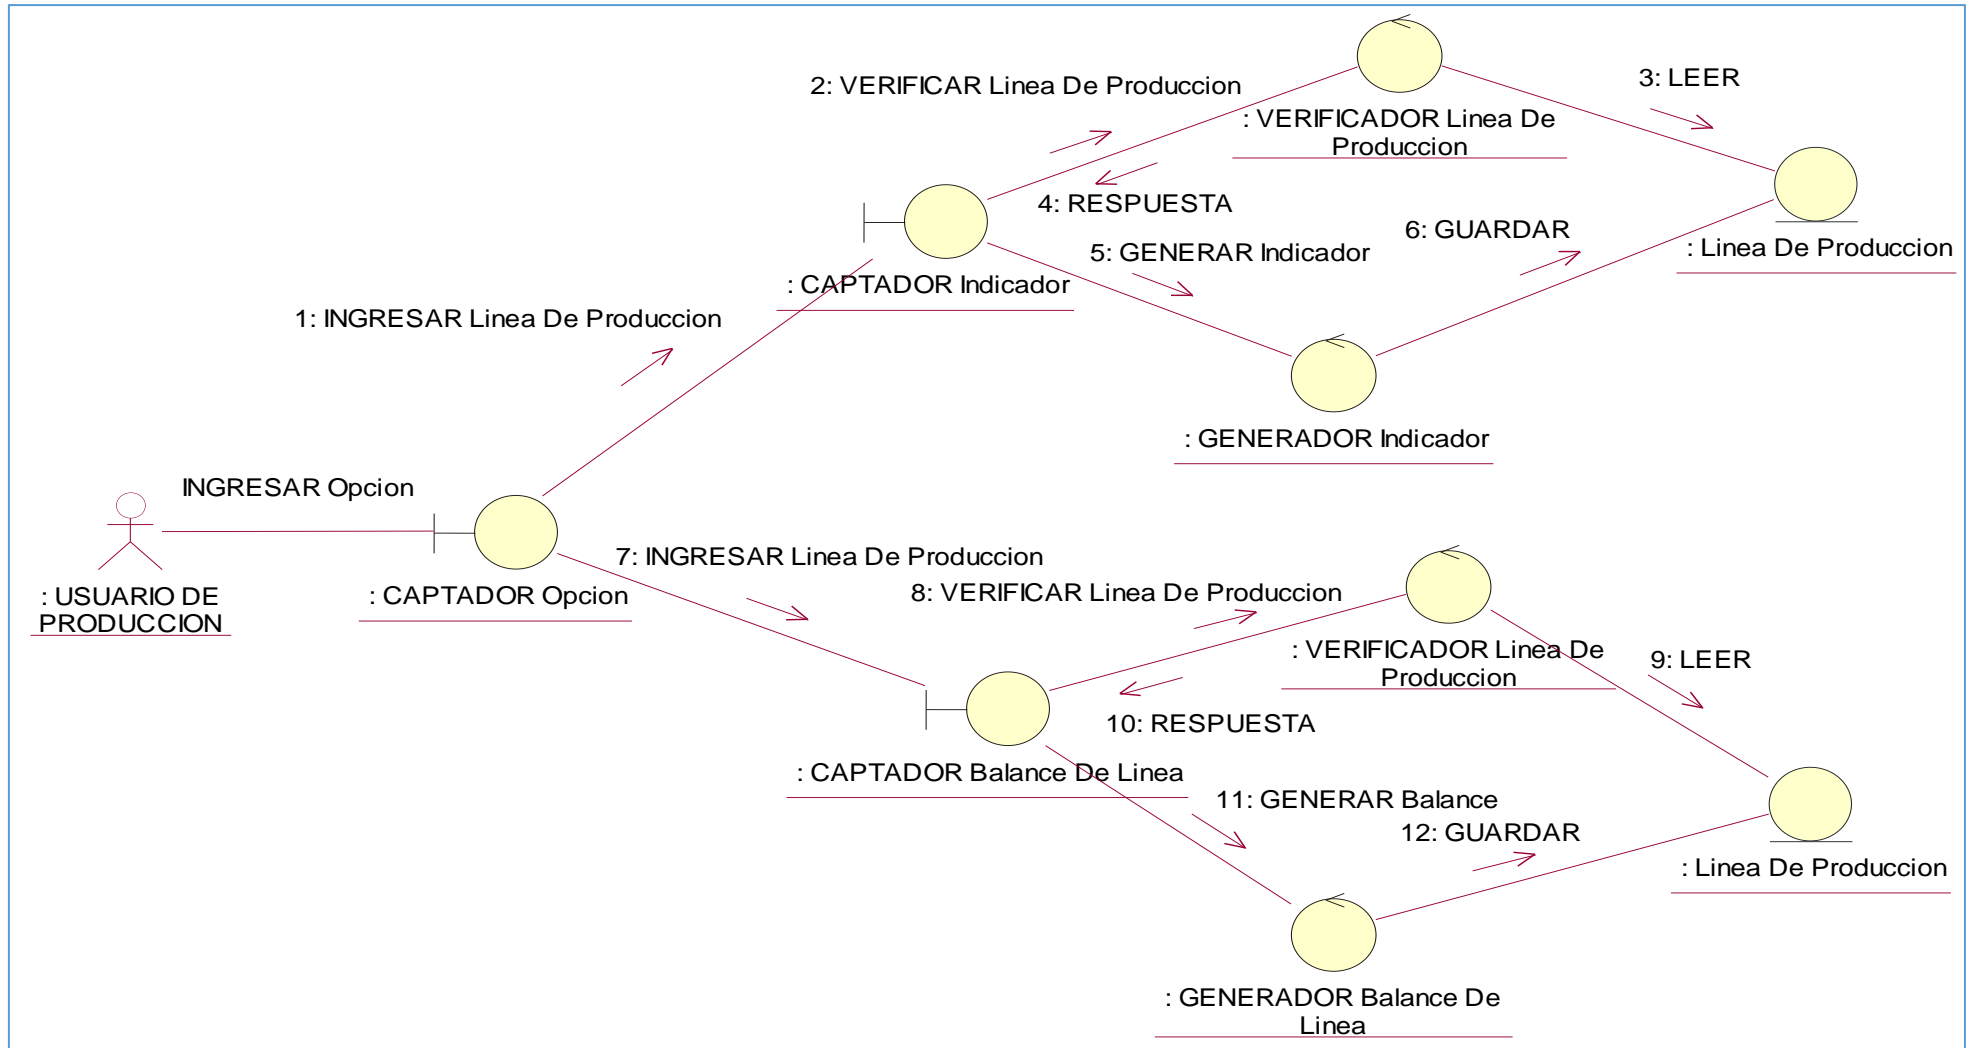 2: VERIFICAR Linea De Produccion
3: LEER
: VERIFICADOR Linea De
Produccion
4: RESPUESTA
6: GUARDAR
5: GENERAR Indicador
: Linea De Produccion
: CAPTADOR Indicador
1: INGRESAR Linea De Produccion
: GENERADOR Indicador
INGRESAR Opcion
7: INGRESAR Linea De Produccion
8: VERIFICAR Linea De Produccion
: USUARIO DE
PRODUCCION
: CAPTADOR Opcion
: VERIFICADOR Linea De
Produccion
9: LEER
10: RESPUESTA
: CAPTADOR Balance De Linea
11: GENERAR Balance
12: GUARDAR
: Linea De Produccion
: GENERADOR Balance De
Linea